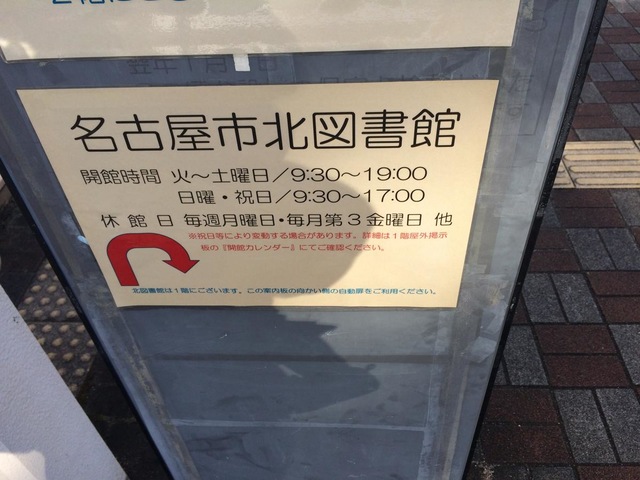 名古屋市北図書館
開館時間 火～土曜日／9:30～19:00
日曜・祝日／9:30～17:00
休館日 毎週月曜日・毎月第3金曜日 他
※祝日等により変動する場合があります。詳細は1階屋外掲示
板の『開館カレンダー』にてご確認ください。
北図書館は1階にございます。この案内板の向かい側の自動扉をご利用ください。